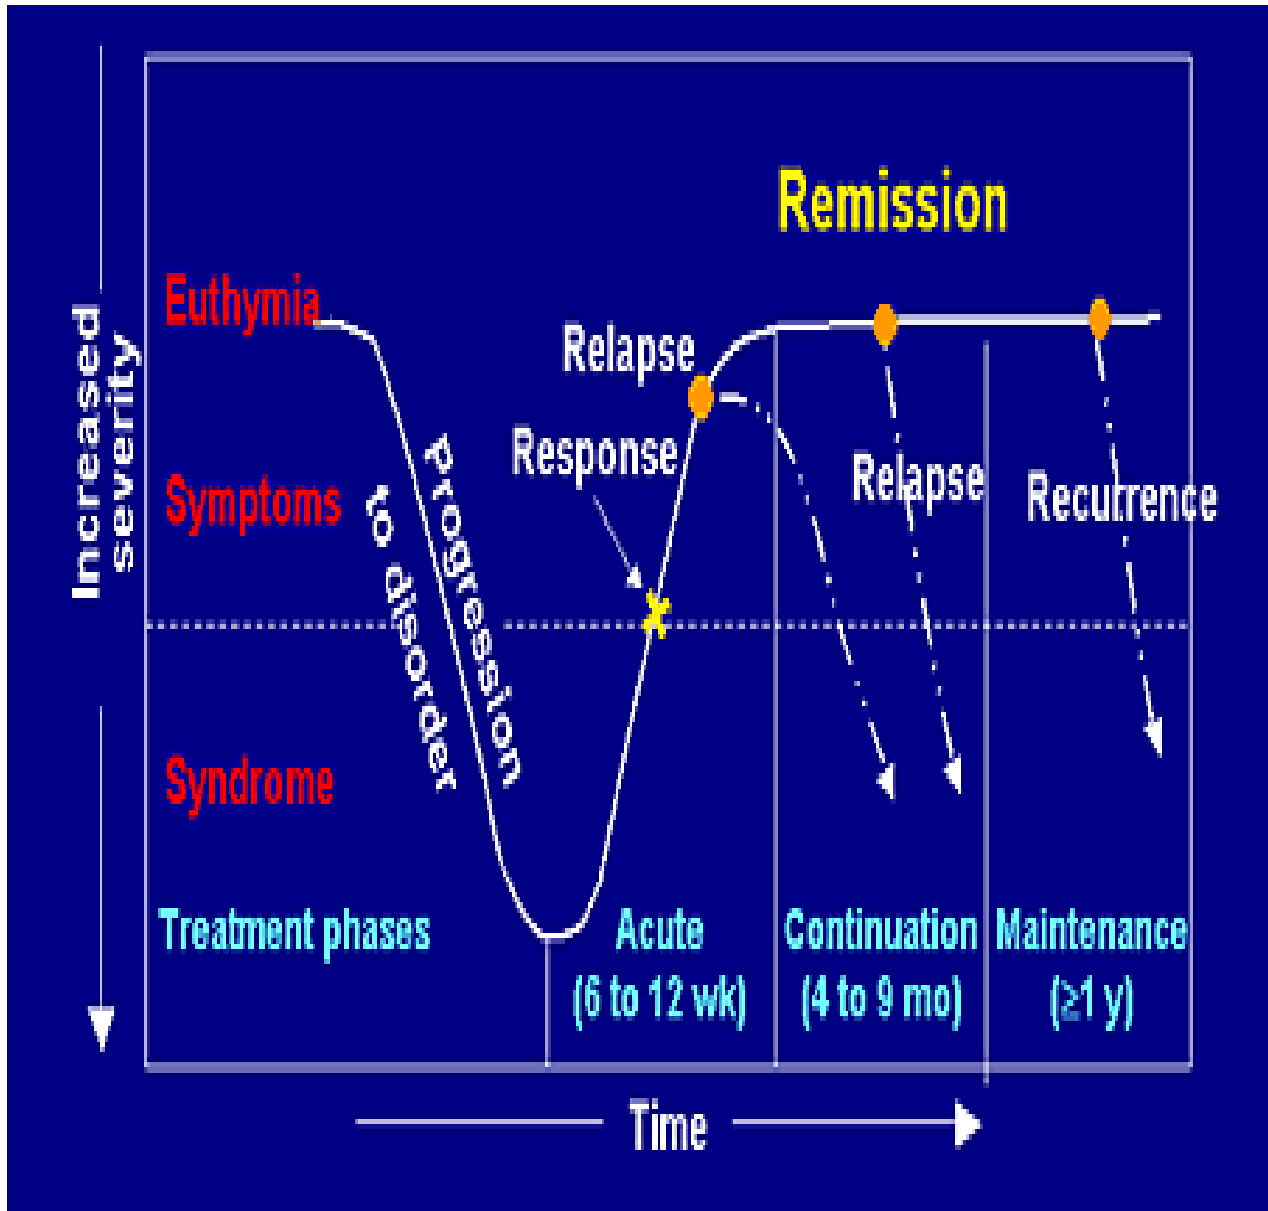 Remission
Euthymia
Relapse
Increased
severity
Response
Symptoms
Relapse
Recurrence
Progression
to disorder
Syndrome
Treatment phases
Acute
(6 to 12 wk)
Continuation
(4 to 9 mo)
Maintenance
(≥1 y)
Time